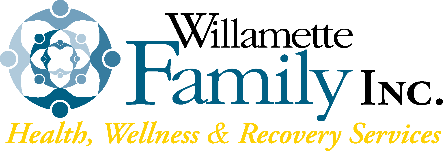 Willamette
Family Inc.
Health, Wellness & Recovery Services